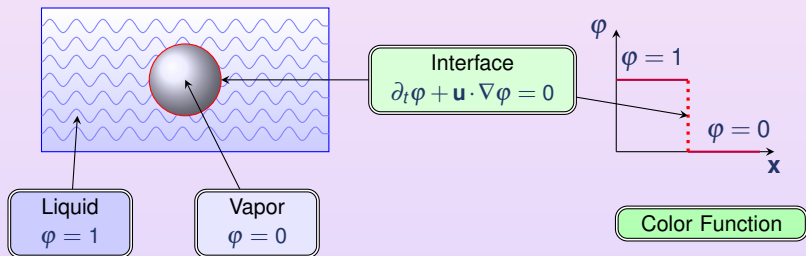 Interface
∂ₜφ + u · ∇φ = 0
φ
φ = 1
φ = 0
x
Liquid
φ = 1
Vapor
φ = 0
Color Function